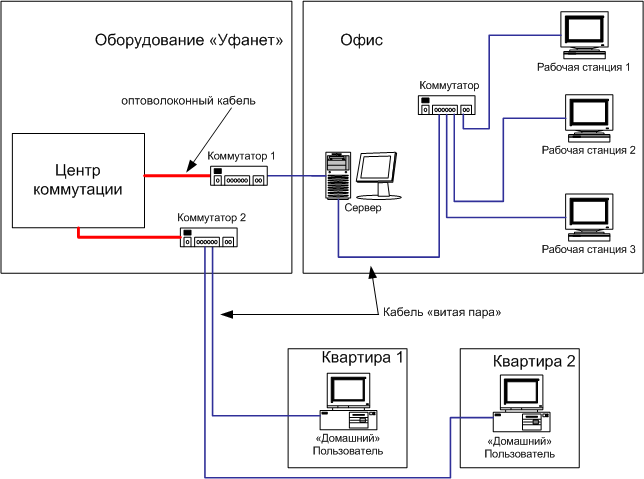 Оборудование «Уфанет»
Офис
оптоволоконный кабель
Центр
коммутации
Коммутатор 1
Коммутатор 2
Сервер
Коммутатор
Рабочая станция 1
Рабочая станция 2
Рабочая станция 3
Кабель «витая пара»
Квартира 1
«Домашний»
Пользователь
Квартира 2
«Домашний»
Пользователь